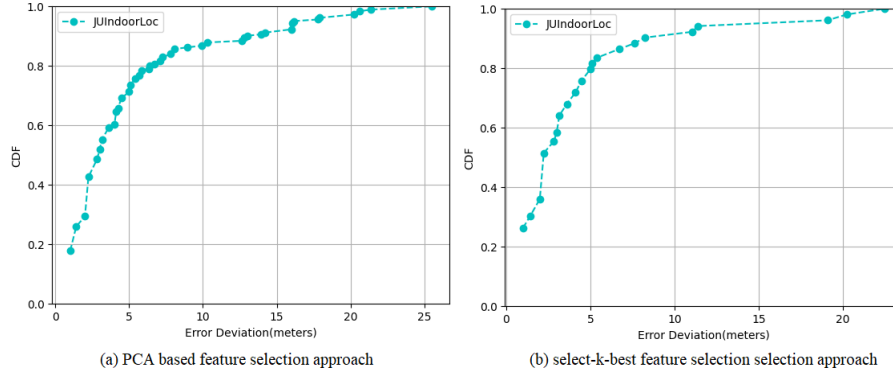 1.0
0.8
0.6
0.4
0.2
0.0
CDF
JUIndoorLoc
0 5 10 15 20 25
Error Deviation(meters)
(a) PCA based feature selection approach
1.0
0.8
0.6
0.4
0.2
0.0
CDF
JUIndoorLoc
0 5 10 15 20
Error Deviation(meters)
(b) select-k-best feature selection selection approach